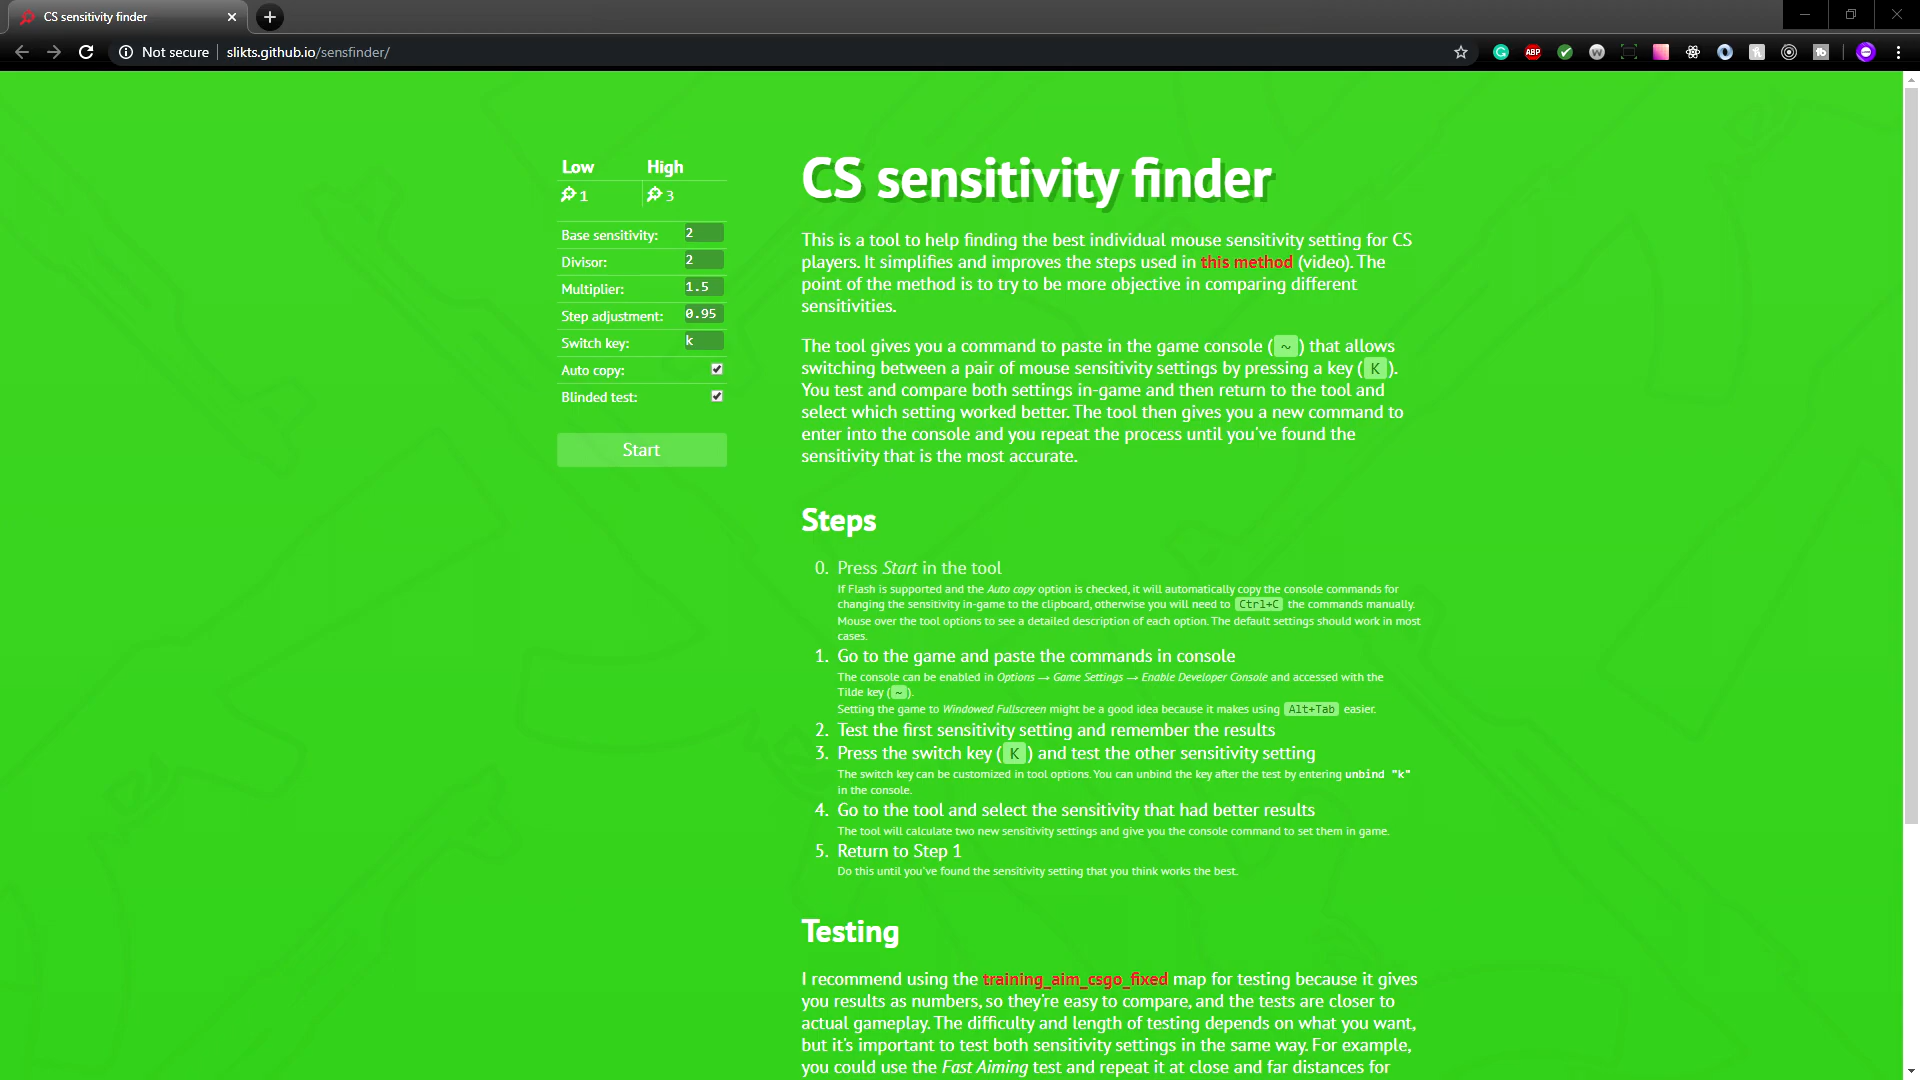 CS sensitivity finder
Not secure
slikts.github.io/sensfinder/
ABP
Low High
1 3
Base sensitivity: 2
Divisor: 2
Multiplier: 1.5
Step adjustment: 0.95
Switch key: k
Auto copy:
Blinded test:
Start
CS sensitivity finder
This is a tool to help finding the best individual mouse sensitivity setting for CS
players. It simplifies and improves the steps used in this method (video). The
point of the method is to try to be more objective in comparing different
sensitivities.
The tool gives you a command to paste in the game console ( ~ ) that allows
switching between a pair of mouse sensitivity settings by pressing a key ( K ).
You test and compare both settings in-game and then return to the tool and
select which setting worked better. The tool then gives you a new command to
enter into the console and you repeat the process until you've found the
sensitivity that is the most accurate.
Steps
0. Press Start in the tool
If Flash is supported and the Auto copy option is checked, it will automatically copy the console commands for
changing the sensitivity in-game to the clipboard, otherwise you will need to Ctrl+C the commands manually.
Mouse over the tool options to see a detailed description of each option. The default settings should work in most
cases.
1. Go to the game and paste the commands in console
The console can be enabled in Options → Game Settings → Enable Developer Console and accessed with the
Tilde key ( ~ ).
Setting the game to Windowed Fullscreen might be a good idea because it makes using Alt+Tab easier.
2. Test the first sensitivity setting and remember the results
3. Press the switch key ( K ) and test the other sensitivity setting
The switch key can be customized in tool options. You can unbind the key after the test by entering unbind "k"
in the console.
4. Go to the tool and select the sensitivity that had better results
The tool will calculate two new sensitivity settings and give you the console command to set them in game.
5. Return to Step 1
Do this until you've found the sensitivity setting that you think works the best.
Testing
I recommend using the training_aim_csgo_fixed map for testing because it gives
you results as numbers, so they're easy to compare, and the tests are closer to
actual gameplay. The difficulty and length of testing depends on what you want,
but it's important to test both sensitivity settings in the same way. For example,
you could use the Fast Aiming test and repeat it at close and far distances for